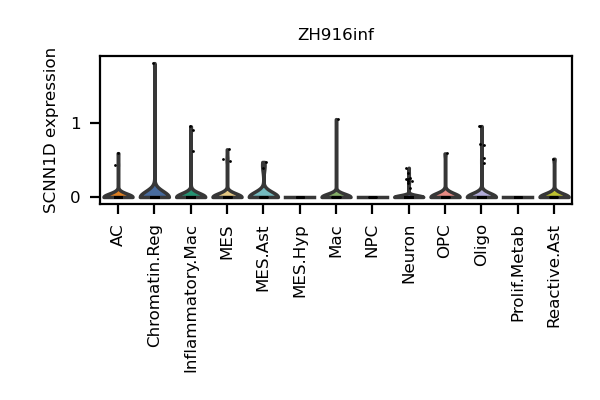 ZH916inf
SCNN1D expression
1
0
AC
Chromatin.Reg
Inflammatory.Mac
MES
MES.Ast
MES.Hyp
Mac
NPC
Neuron
OPC
Oligo
Prolif.Metab
Reactive.Ast